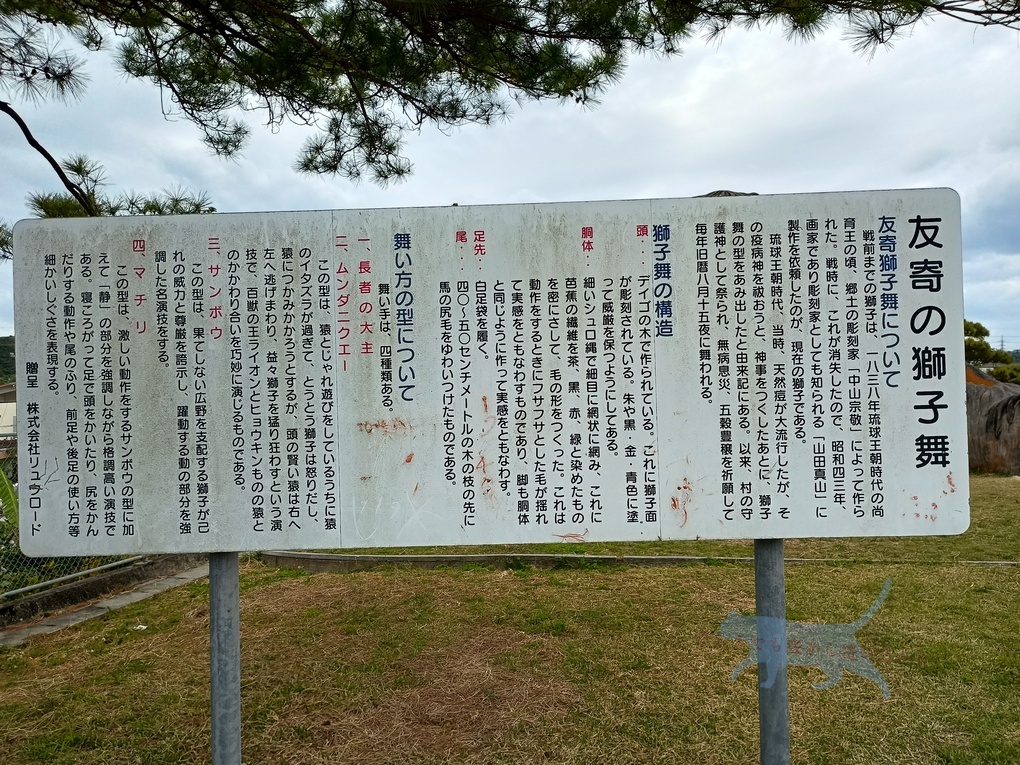 友寄の獅子舞
友寄獅子舞について
戦前までの獅子は、一八三八年琉球王朝時代の尚
育王の頃、郷土の彫刻家「中山宗敬」によって作ら
れた。戦時に、これが消失したので、昭和四三年、
画家であり彫刻家としても知られる「山田真山」に
製作を依頼したのが、現在の獅子である。
琉球王朝時代、当時、天然痘が大流行したが、そ
の疫病神を祓おうと、神事をつくしたあとに、獅子
舞の型をあみ出したと由来記にある。以来、村の守
護神として祭られ、無病息災、五穀豊穣を祈願して
毎年旧暦八月十五夜に舞われる。
獅子舞の構造
頭‥デイゴの木で作られている。これに獅子面
が彫刻されている。朱や黒・金・青色に塗
って威厳を保つようにしてある。
胴体‥細いシュロ縄で細目に網状に網み、これに
芭蕉の繊維を茶、黒、赤、緑と染めたもの
を密にさして、毛の形をつくった。これは
動作をするときにフサフサとした毛が揺れ
て実感をともなわすものであり、脚も胴体
と同じように作って実感をともなわす。
足先‥白足袋を履く。
尾‥四〇〜五〇センチメートルの木の枝の先に
馬の尻毛をゆわいつけたものである。
舞い方の型について
舞い手は、四種類ある。
一、長者の大主
二、ムンダニクエー
この型は、猿とじゃれ遊びをしているうちに猿
のイタズラが過ぎて、とうとう獅子は怒りだし、
猿につかみかかろうとするが、頭の賢い猿は右へ
左へ逃げまわり、益々獅子を猛り狂わすという演
技で、百獣の王ライオンとヒョウキンものの猿と
のかかわり合いを巧妙に演じるものである。
三、サンボウ
この型は、果てしない広野を支配する獅子が己
れの威力と尊厳を誇示し、躍動する動の部分を強
調した名演技をする。
四、マチリ
この型は、激しい動作をするサンボウの型に加
えて「静」の部分を強調しながら格調高い演技で
ある。寝ころがって足で頭をかいたり、尻をかん
だりする動作や尾のふり、前足や後足の使い方等
細かいしぐさを表現する。
贈呈　株式会社リュウロード